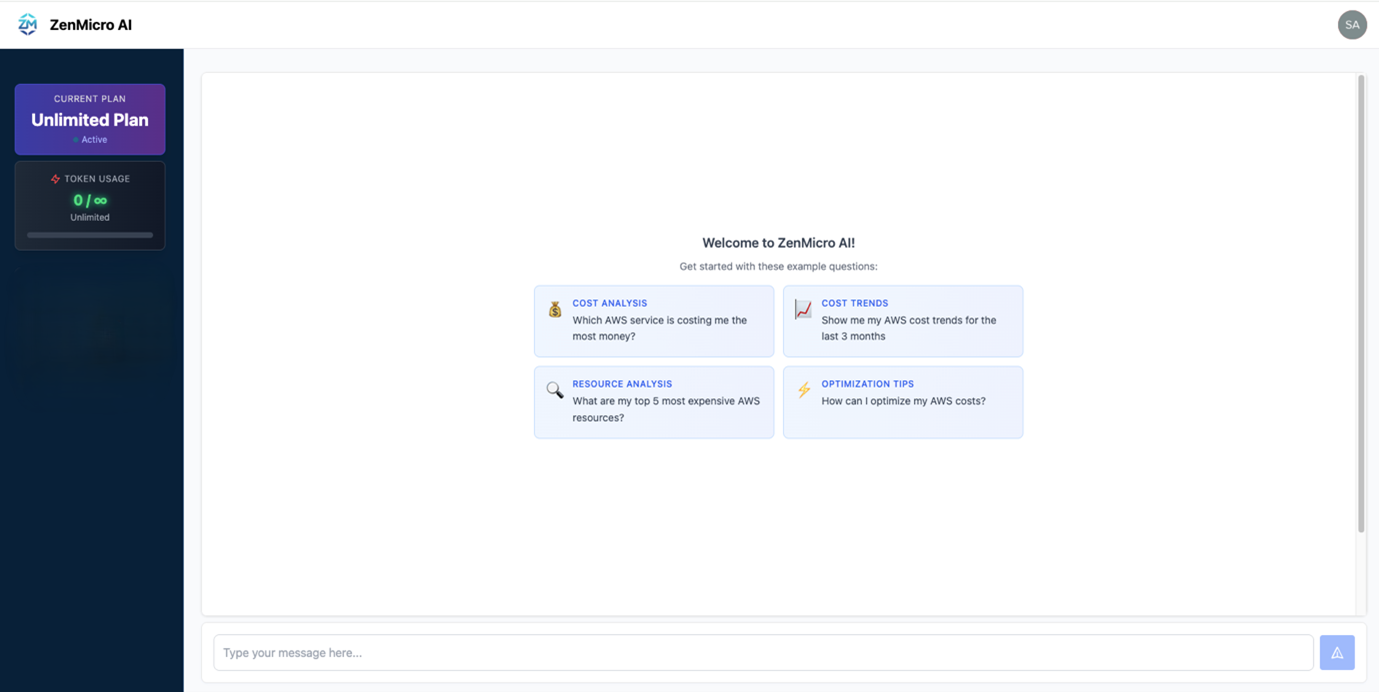 ZM
ZenMicro AI
SA
CURRENT PLAN
Unlimited Plan
Active
TOKEN USAGE
0 / ∞
Unlimited
Welcome to ZenMicro AI!
Get started with these example questions:
COST ANALYSIS
Which AWS service is costing me the
most money?
COST TRENDS
Show me my AWS cost trends for the
last 3 months
RESOURCE ANALYSIS
What are my top 5 most expensive AWS
resources?
OPTIMIZATION TIPS
How can I optimize my AWS costs?
Type your message here...